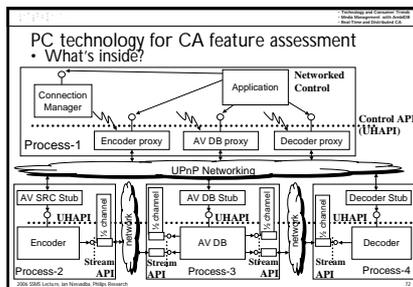 • Technology and Consumer Trends
• Media Management with AmbiDB
• Real Time and Distributed CA
PC technology for CA feature assessment
• What's inside?
Networked
Control
Application
Connection
Manager
Control API
(UHAPI)
Encoder proxy
AV DB proxy
Decoder proxy
Process-1
UPnP Networking
AV SRC Stub
AV DB Stub
Decoder Stub
UHAPI
UHAPI
UHAPI
½ channel
½ channel
½ channel
½ channel
network
network
Encoder
AV DB
Decoder
Stream
API
Stream
API
Stream
API
Process-2
Process-3
Process-4
2006 SSMS Lecture, Jan Nesvadba, Philips Research
72